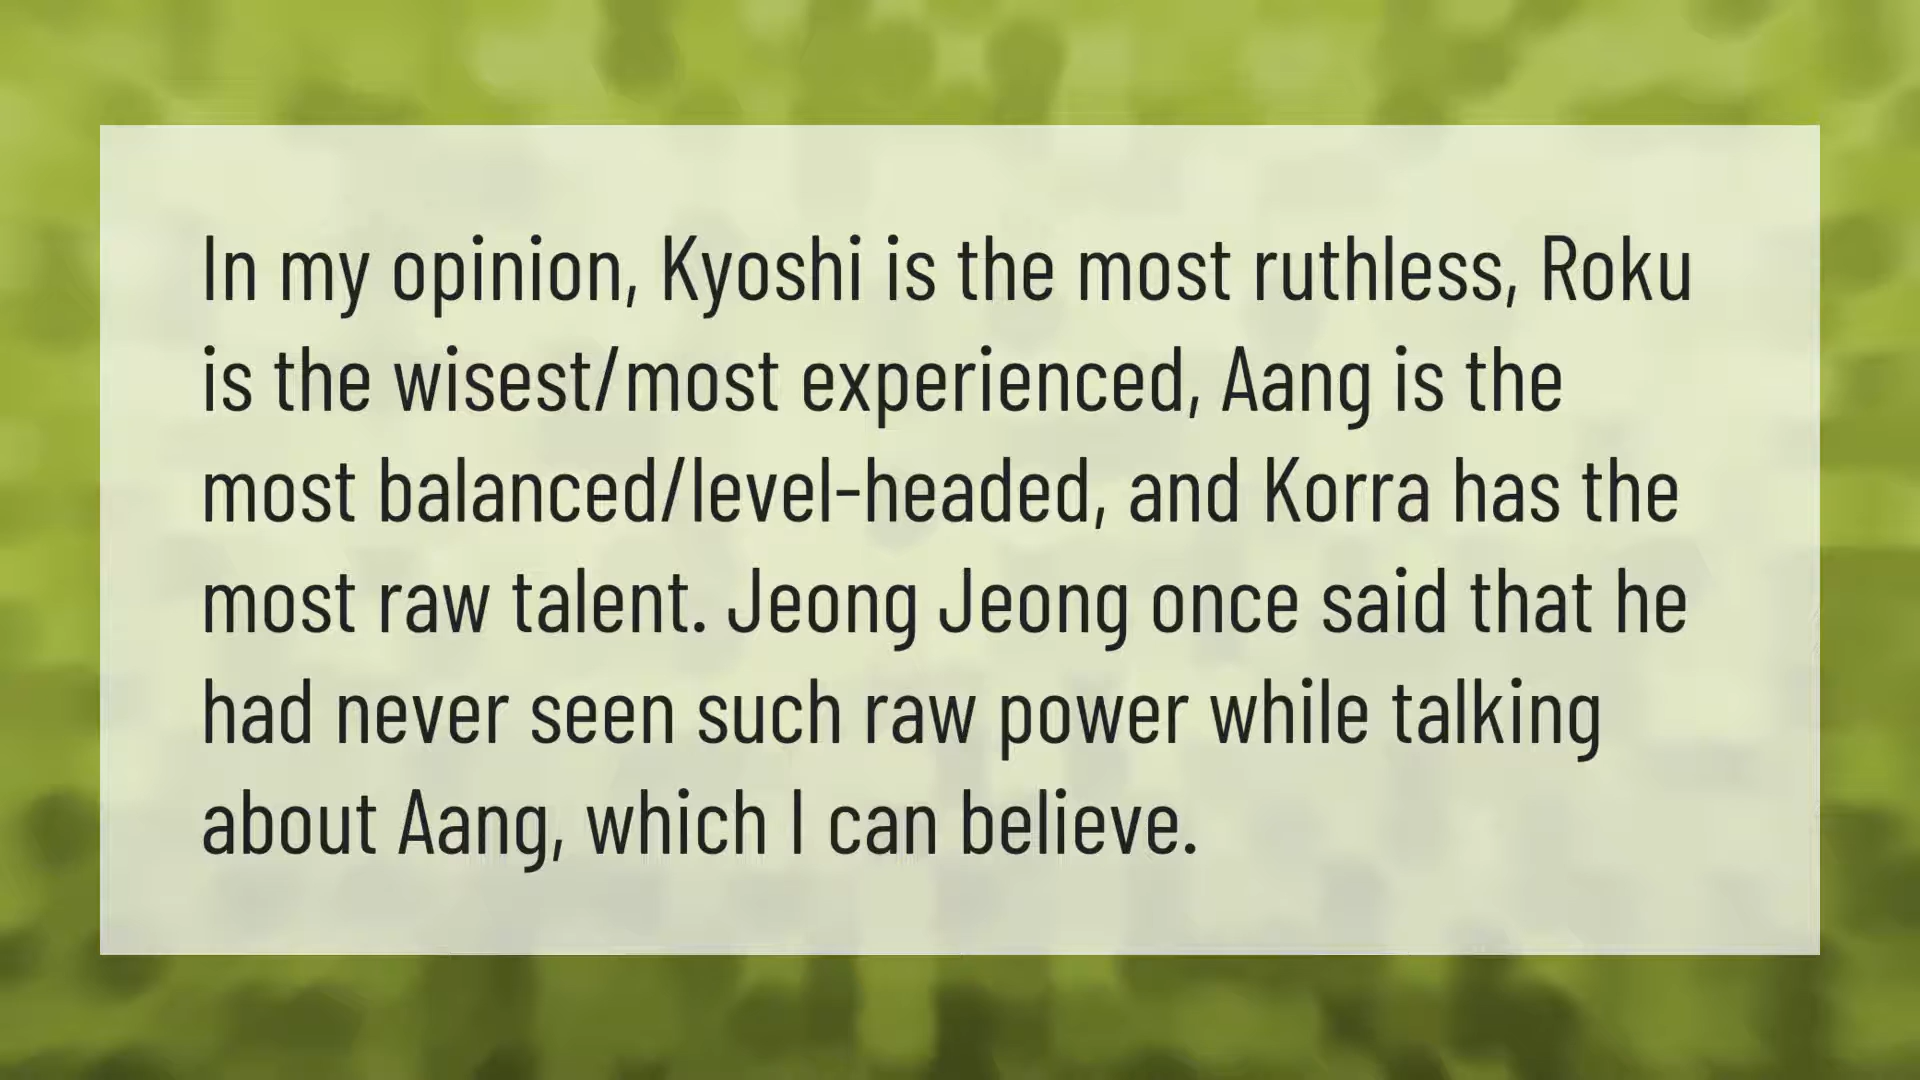 In my opinion, Kyoshi is the most ruthless, Roku
is the wisest/most experienced, Aang is the
most balanced/level-headed, and Korra has the
most raw talent. Jeong Jeong once said that he
had never seen such raw power while talking
about Aang, which I can believe.